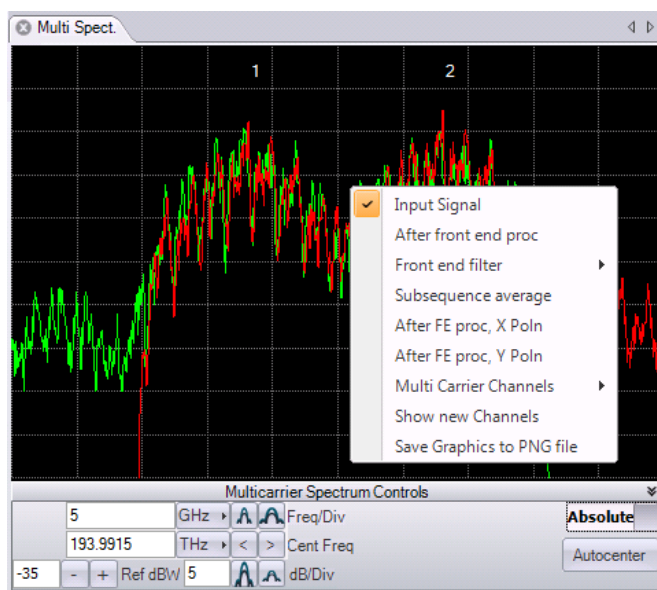 Multi Spect.
1 2
Input Signal
After front end proc
Front end filter
Subsequence average
After FE proc, X Poln
After FE proc, Y Poln
Multi Carrier Channels
Show new Channels
Save Graphics to PNG file
Multicarrier Spectrum Controls
5 GHz Freq/Div Absolute
193.9915 THz < > Cent Freq Autocenter
-35 - + Ref dBW 5 dB/Div